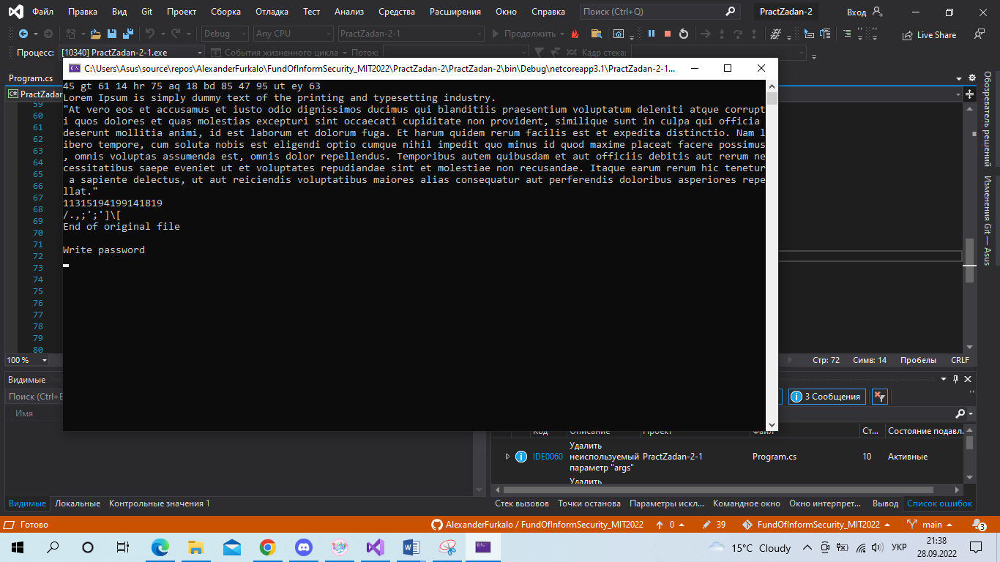 Файл Правка Вид Git Проект Сборка Отладка Тест Анализ Средства Расширения Окно Справка Поиск (Ctrl+Q) PractZadan-2 Вход
Debug Any CPU PractZadan-2-1 Продолжить Live Share
Процесс: [10340] PractZadan-2-1.exe События жизненного цикла Поток: Кадр стека:
C:\Users\Asus\source\repos\AlexanderFurkalo\FundOfInformSecurity_MIT2022\PractZadan-2\PractZadan-2\bin\Debug\netcoreapp3.1\PractZadan-2-1...
Program.cs
C# PractZadan
45 gt 61 14 hr 75 aq 18 bd 85 47 95 ut ey 63
Lorem Ipsum is simply dummy text of the printing and typesetting industry.
"At vero eos et accusamus et iusto odio dignissimos ducimus qui blanditiis praesentium voluptatum deleniti atque corrupt
i quos dolores et quas molestias excepturi sint occaecati cupiditate non provident, similique sunt in culpa qui officia
deserunt mollitia animi, id est laborum et dolorum fuga. Et harum quidem rerum facilis est et expedita distinctio. Nam l
ibero tempore, cum soluta nobis est eligendi optio cumque nihil impedit quo minus id quod maxime placeat facere possimus
, omnis voluptas assumenda est, omnis dolor repellendus. Temporibus autem quibusdam et aut officiis debitis aut rerum ne
cessitatibus saepe eveniet ut et voluptates repudiandae sint et molestiae non recusandae. Itaque earum rerum hic tenetur
a sapiente delectus, ut aut reiciendis voluptatibus maiores alias consequatur aut perferendis doloribus asperiores repe
llat."
11315194199141819
/.,;';']\[
End of original file
Write password
59
60
61
62
63
64
65
66
67
68
69
70
71
72
73
74
75
76
77
78
79
80
Обозреватель решений
Изменения Git — Asus
100 % Стр: 72 Симв: 14 Пробелы CRLF
Видимые
Поиск (Ctrl+E
Имя
3 Сообщения
Код Описание Проект Файл Ст... Состояние подавл.
IDE0060 Удалить неиспользуемый параметр "args" PractZadan-2-1 Program.cs 10 Активные
Удалить
Видимые Локальные Контрольные значения 1
Стек вызовов Точки останова Параметры искл... Командное окно Окно интерпрет... Вывод Список ошибок
Готово AlexanderFurkalo / FundOfInformSecurity_MIT2022 0 39 FundOfInformSecurity_MIT2022 main 3
15°C Cloudy УКР 21:38
28.09.2022